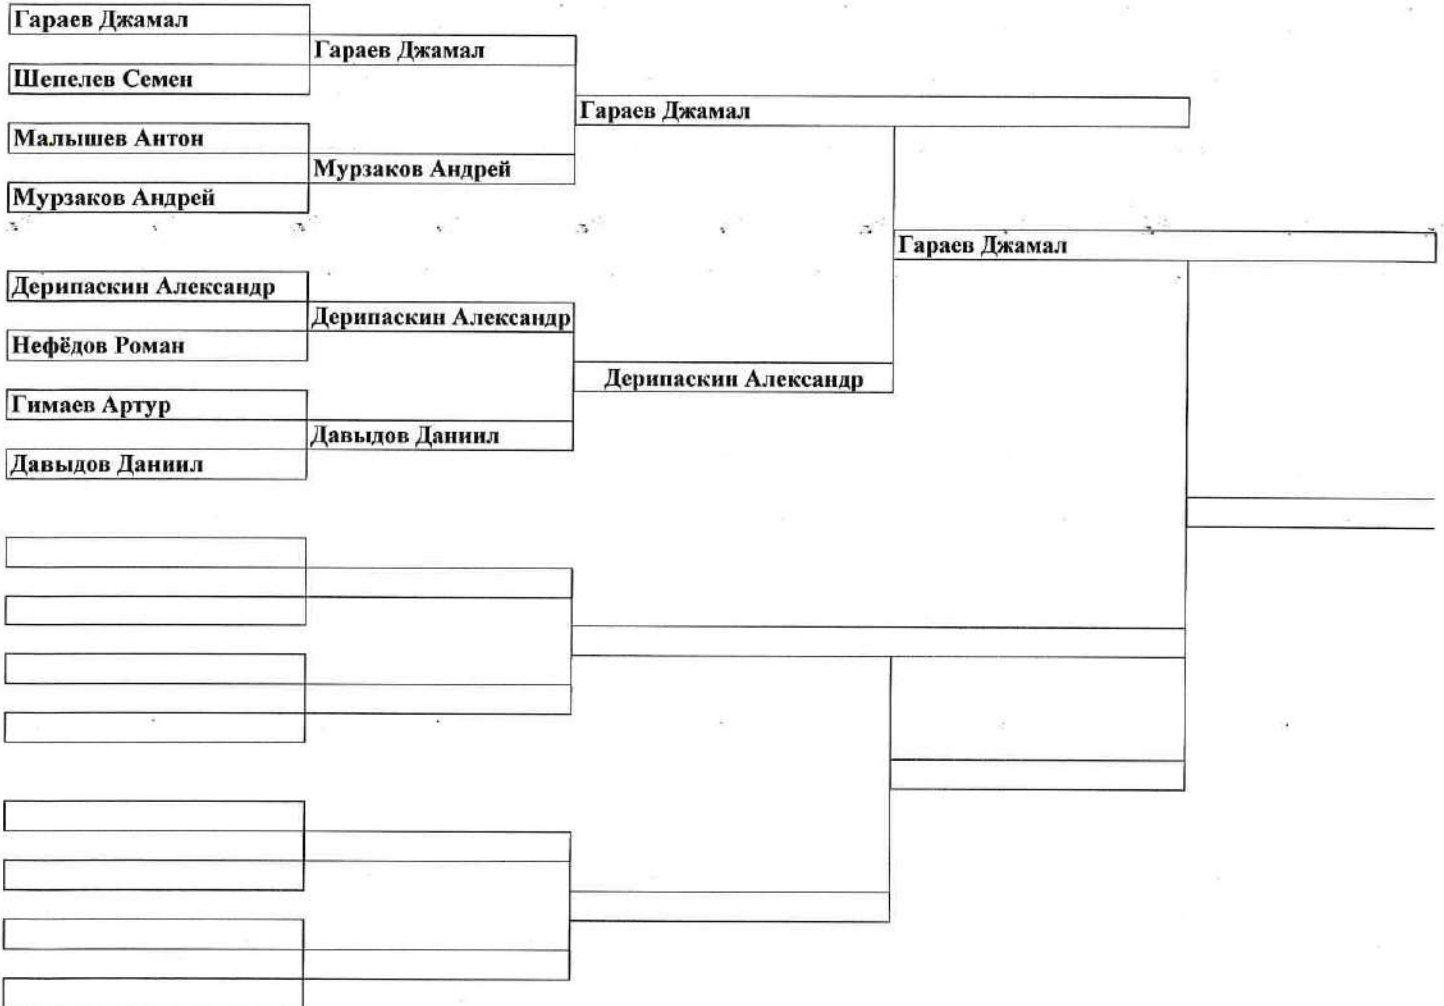 Гараев Джамал
Гараев Джамал
Шепелев Семен
Гараев Джамал
Малышев Антон
Мурзаков Андрей
Мурзаков Андрей
Гараев Джамал
Дерипаскин Александр
Дерипаскин Александр
Нефёдов Роман
Дерипаскин Александр
Гимаев Артур
Давыдов Даниил
Давыдов Даниил